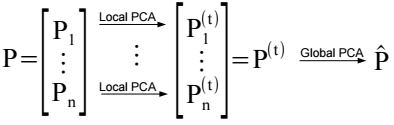 P = [P₁ ⋮ Pₙ] Local PCA → ⋮ Local PCA → [P₁⁽ᵗ⁾ ⋮ Pₙ⁽ᵗ⁾] = P⁽ᵗ⁾ Global PCA → P̂